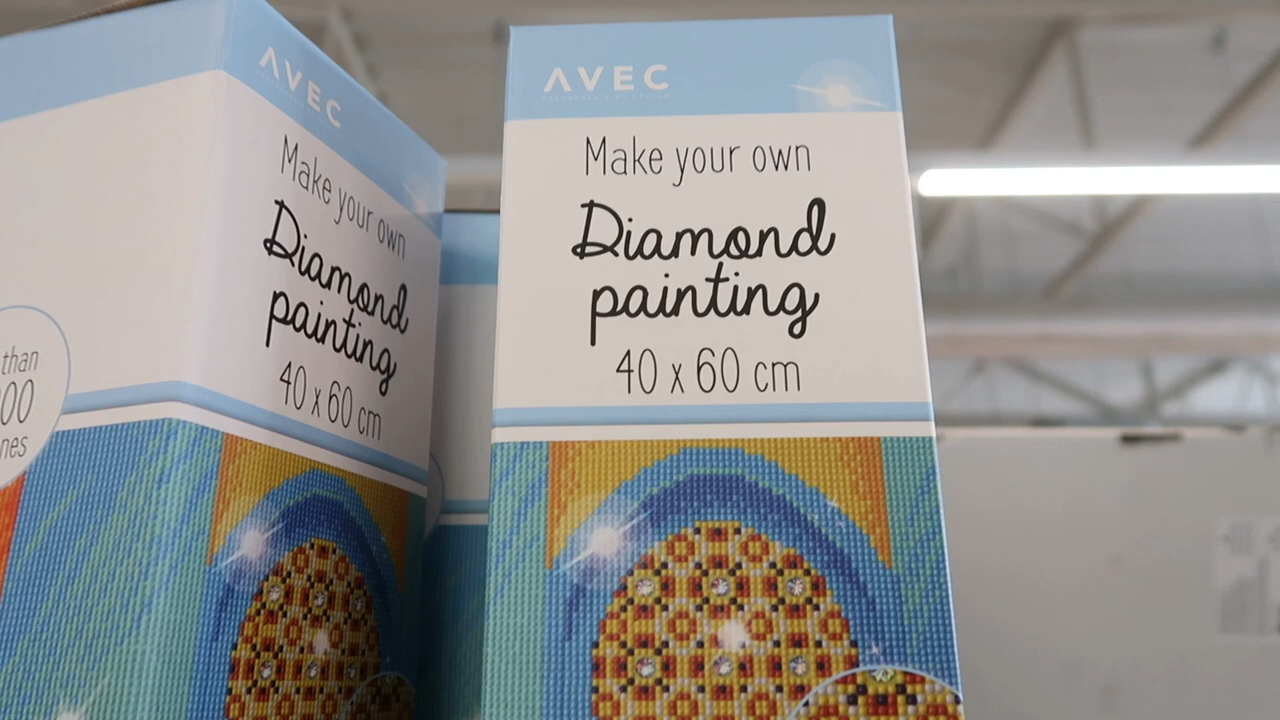 AVEC
Make your own
Diamond
painting
40 x 60 cm
than
00
nes
AVEC
Make your own
Diamond
painting
40 x 60 cm